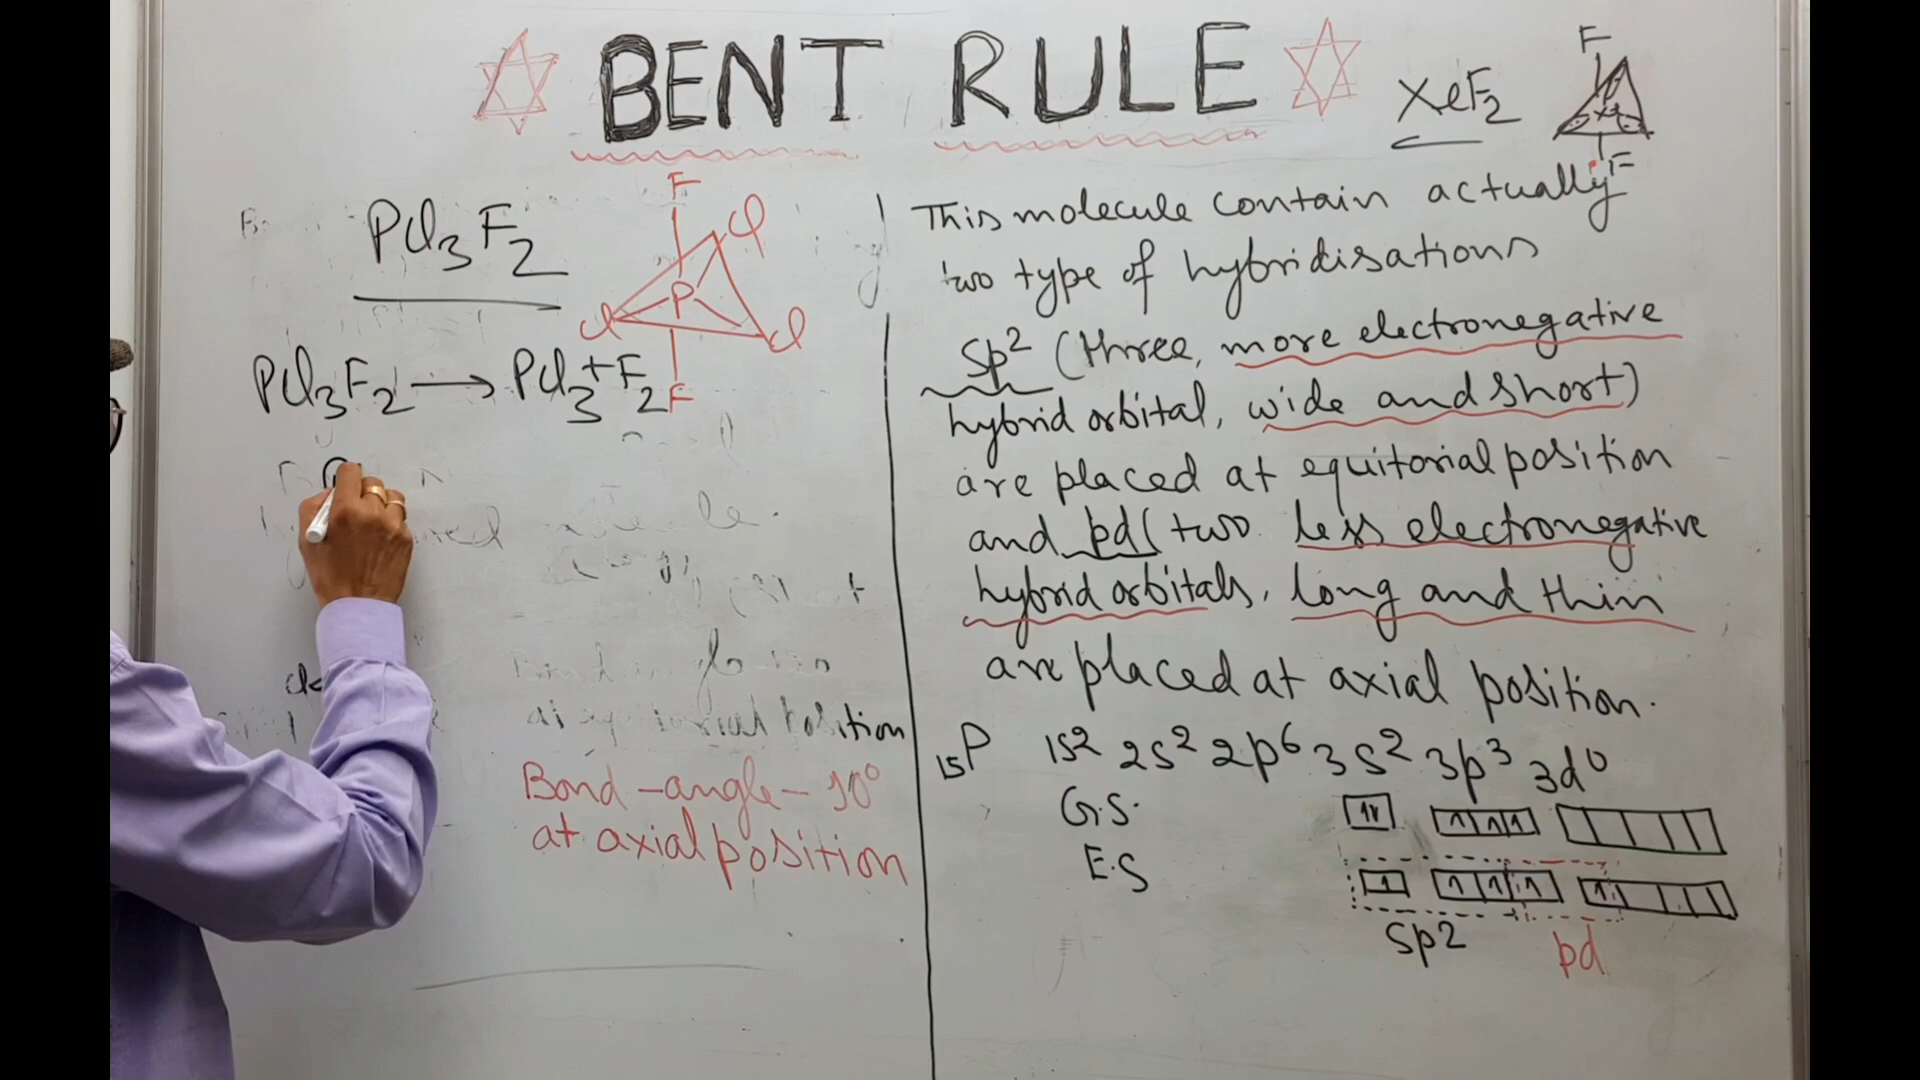 BENT RULE
XeF2
F
Xe
F
PCl3F2
F
Cl
P
Cl
Cl
F
PCl3F2 → PCl3 + F2
position
Bond-angle-90°
at axial position
This molecule contain actually
two type of hybridisations
Sp2 (three, more electronegative
hybrid orbital, wide and short)
are placed at equitorial position
and pd (two less electronegative
hybrid orbitals, long and thin
are placed at axial position.
15P 1s2 2s2 2p6 3s2 3p3 3d0
G.S.
E.S
Sp2
pd